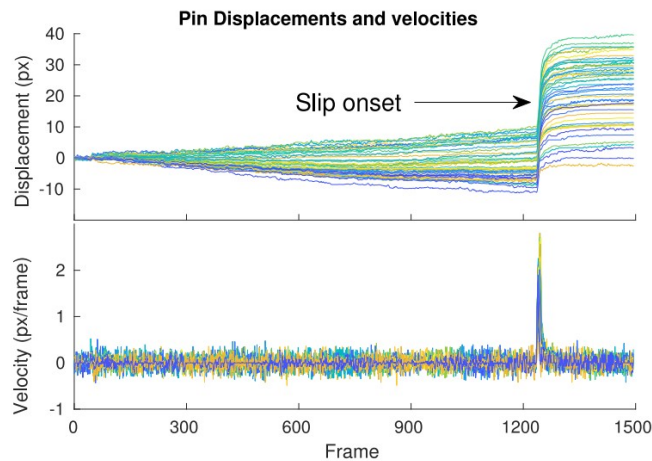 Pin Displacements and velocities
Displacement (px)
40
30
20
10
0
-10
Slip onset
Velocity (px/frame)
2
1
0
-1
0 300 600 900 1200 1500
Frame